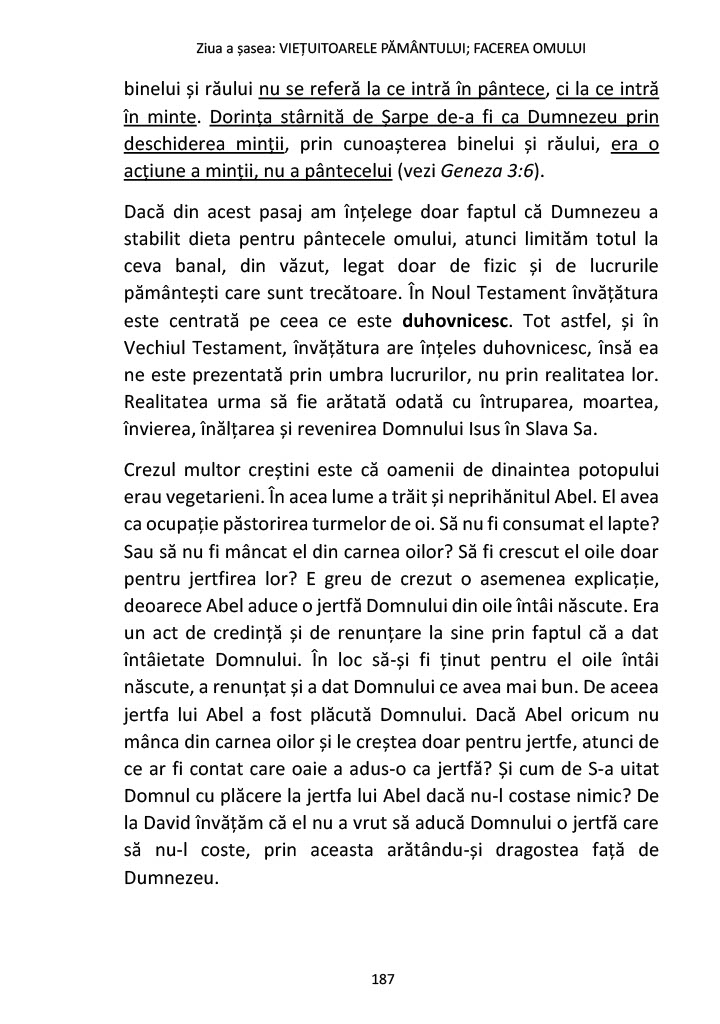 Ziua a șasea: VIEȚUITOARELE PĂMÂNTULUI; FACEREA OMULUI
binelui și răului nu se referă la ce intră în pântece, ci la ce intră
în minte. Dorința stârnită de Șarpe de-a fi ca Dumnezeu prin
deschiderea minții, prin cunoașterea binelui și răului, era o
acțiune a minții, nu a pântecelui (vezi Geneza 3:6).
Dacă din acest pasaj am înțelege doar faptul că Dumnezeu a
stabilit dieta pentru pântecele omului, atunci limităm totul la
ceva banal, din văzut, legat doar de fizic și de lucrurile
pământești care sunt trecătoare. În Noul Testament învățătura
este centrată pe ceea ce este duhovnicesc. Tot astfel, și în
Vechiul Testament, învățătura are înțeles duhovnicesc, însă ea
ne este prezentată prin umbra lucrurilor, nu prin realitatea lor.
Realitatea urma să fie arătată odată cu întruparea, moartea,
învierea, înălțarea și revenirea Domnului Isus în Slava Sa.
Crezul multor creștini este că oamenii de dinaintea potopului
erau vegetarieni. În acea lume a trăit și neprihănitul Abel. El avea
ca ocupație păstorirea turmelor de oi. Să nu fi consumat el lapte?
Sau să nu fi mâncat el din carnea oilor? Să fi crescut el oile doar
pentru jertfirea lor? E greu de crezut o asemenea explicație,
deoarece Abel aduce o jertfă Domnului din oile întâi născute. Era
un act de credință și de renunțare la sine prin faptul că a dat
întâietate Domnului. În loc să-și fi ținut pentru el oile întâi
născute, a renunțat și a dat Domnului ce avea mai bun. De aceea
jertfa lui Abel a fost plăcută Domnului. Dacă Abel oricum nu
mânca din carnea oilor și le creștea doar pentru jertfe, atunci de
ce ar fi contat care oaie a adus-o ca jertfă? Și cum de S-a uitat
Domnul cu plăcere la jertfa lui Abel dacă nu-l costase nimic? De
la David învățăm că el nu a vrut să aducă Domnului o jertfă care
să nu-l coste, prin aceasta arătându-și dragostea față de
Dumnezeu.
187